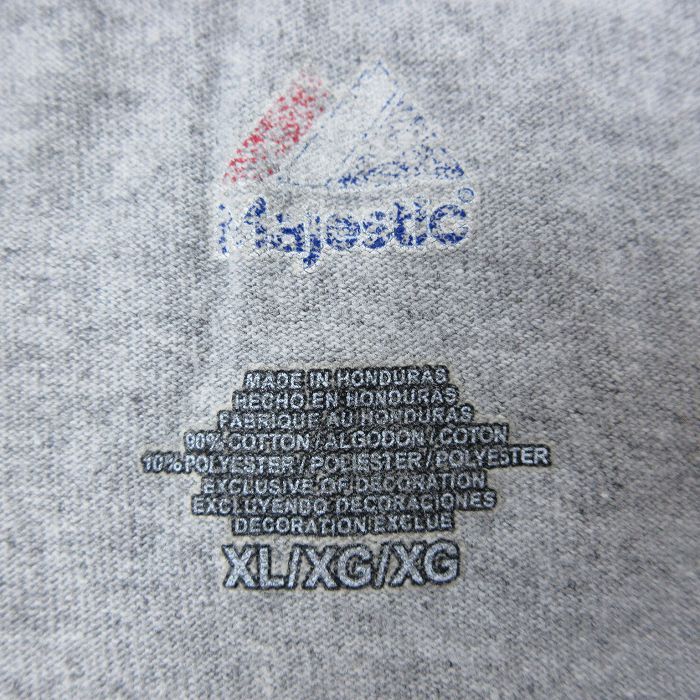 Majestic®
MADE IN HONDURAS
HECHO EN HONDURAS
FABRIQUE AU HONDURAS
90% COTTON / ALGODON / COTON
10% POLYESTER / POLIESTER / POLYESTER
EXCLUSIVE OF DECORATION
EXCLUYENDO DECORACIONES
DECORATION EXCLUE
XL/XG/XG